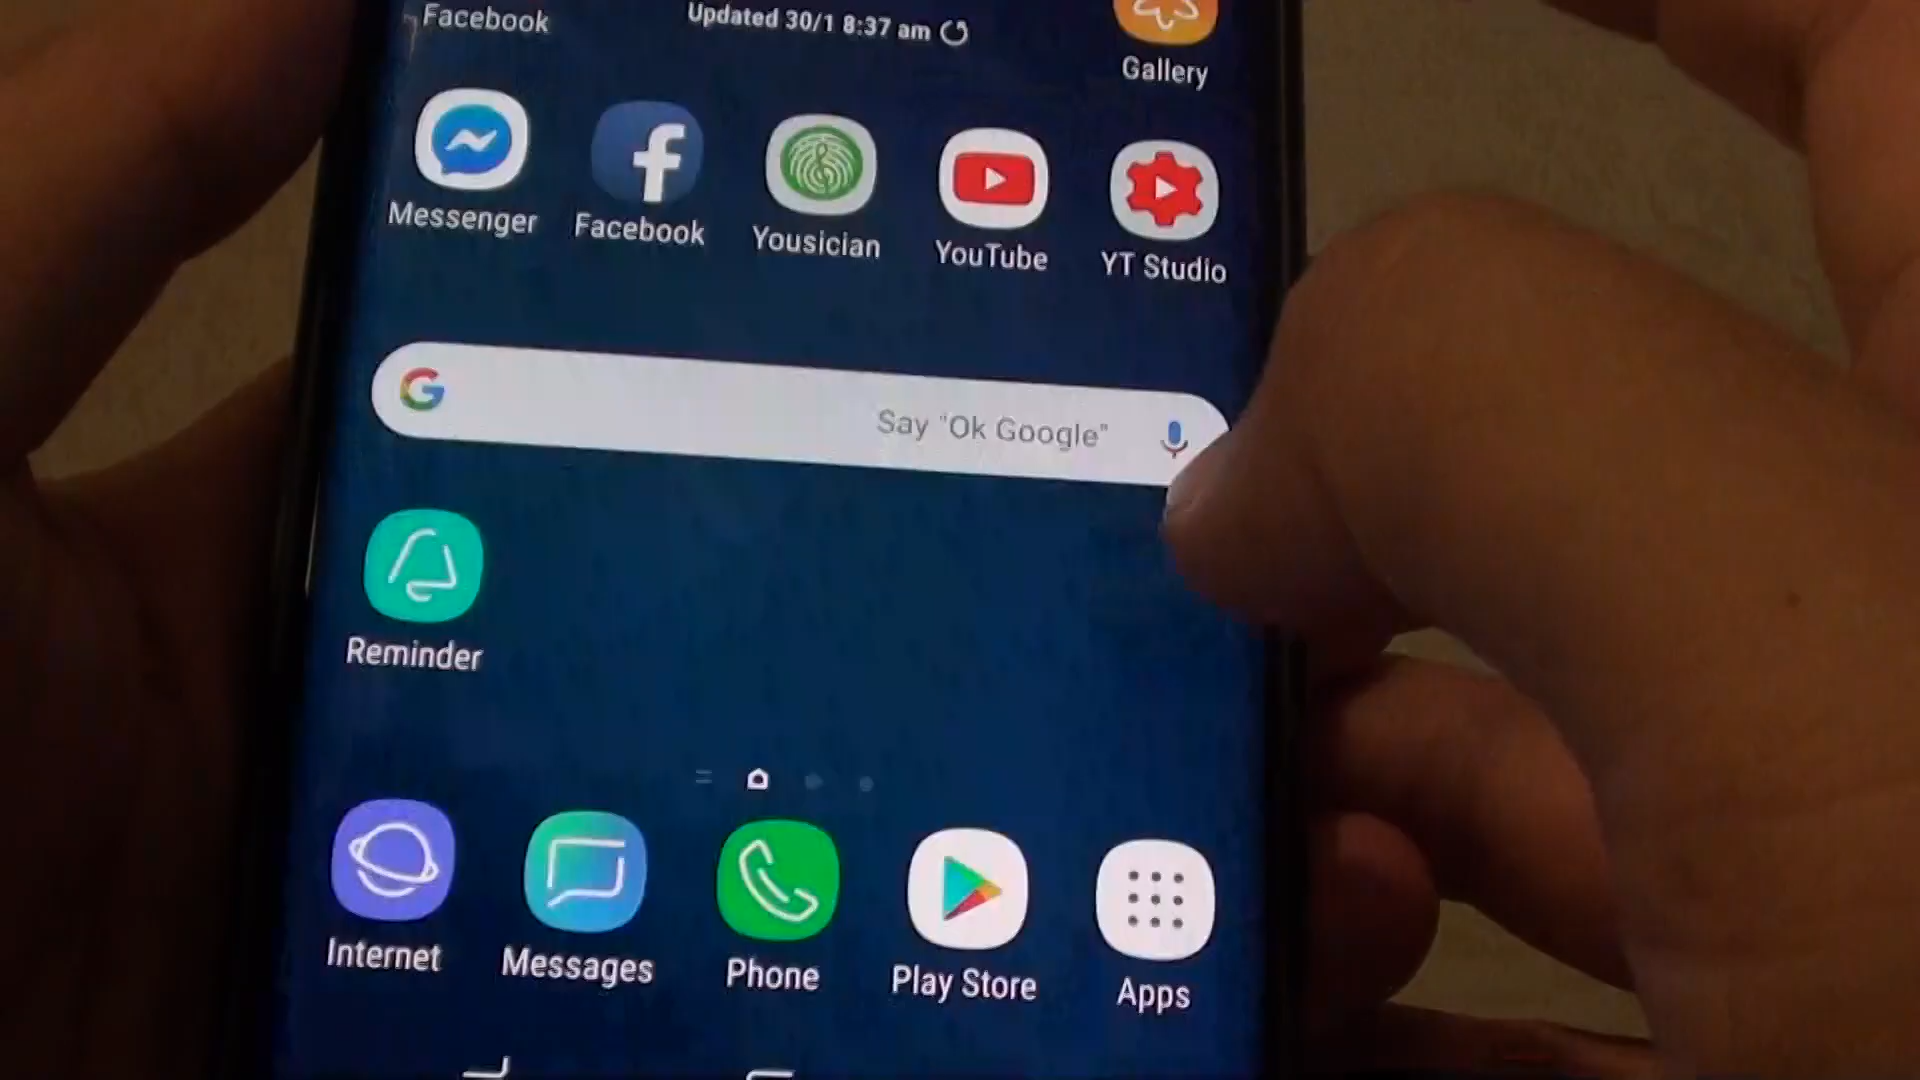 Facebook
Updated 30/1 8:37 am
Gallery
Messenger
Facebook
Yousician
YouTube
YT Studio
Say "Ok Google"
Reminder
Internet
Messages
Phone
Play Store
Apps